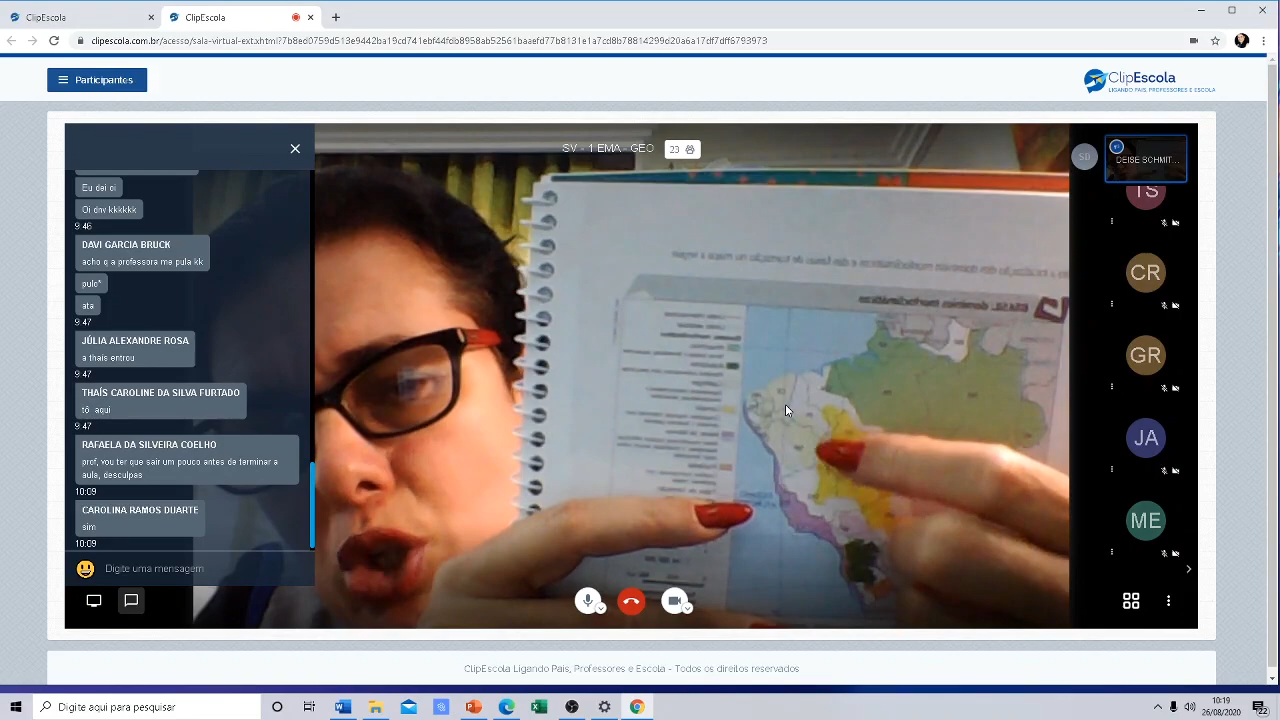 ClipEscola
ClipEscola
clipescola.com.br/acesso/sala-virtual-ext.xhtml?7b8ed0759d513e9442ba19cd741ebf44fdb8958ab52561baaefd77b8131e1a7cd8b78814299d20a6a17df7dff6793973
Participantes
ClipEscola
LIGANDO PAIS, PROFESSORES E ESCOLA
SV - 1 EMA - GEO 23
SD
DEISE SCHMIT...
Eu dei oi
Oi dnv kkkkkk
9:46
DAVI GARCIA BRUCK
acho q a professora me pula kk
pulo*
ata
9:47
JÚLIA ALEXANDRE ROSA
a thaís entrou
9:47
THAÍS CAROLINE DA SILVA FURTADO
tô aqui
9:47
RAFAELA DA SILVEIRA COELHO
prof, vou ter que sair um pouco antes de terminar a
aula, desculpas
10:09
CAROLINA RAMOS DUARTE
sim
10:09
Digite uma mensagem
TS
CR
GR
JA
ME
BRASIL: domínios morfoclimáticos
ClipEscola Ligando Pais, Professores e Escola - Todos os direitos reservados
Digite aqui para pesquisar
10:19
26/08/2020
22